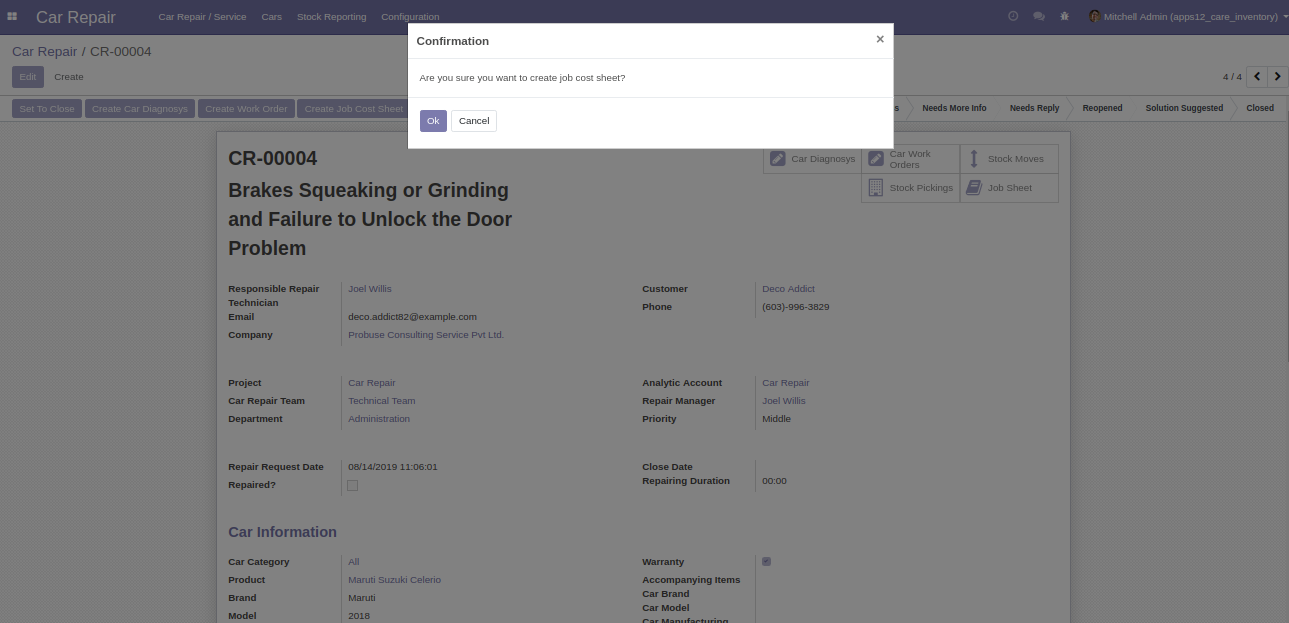 Car Repair Car Repair / Service Cars Stock Reporting Configuration Mitchell Admin (apps12_care_inventory)
Confirmation ×
Car Repair / CR-00004
Are you sure you want to create job cost sheet?
Edit Create 4 / 4
Set To Close Create Car Diagnosys Create Work Order Create Job Cost Sheet s Needs More Info Needs Reply Reopened Solution Suggested Closed
Ok Cancel
CR-00004
Car Diagnosys Car Work Orders Stock Moves
Stock Pickings Job Sheet
Brakes Squeaking or Grinding
and Failure to Unlock the Door
Problem
Responsible Repair Technician Joel Willis Customer Deco Addict
Phone (603)-996-3829
Email deco.addict82@example.com
Company Probuse Consulting Service Pvt Ltd.
Project Car Repair Analytic Account Car Repair
Car Repair Team Technical Team Repair Manager Joel Willis
Department Administration Priority Middle
Repair Request Date 08/14/2019 11:06:01 Close Date
Repaired? Repairing Duration 00:00
Car Information
Car Category All Warranty
Product Maruti Suzuki Celerio Accompanying Items
Brand Maruti Car Brand
Car Model
Model 2018 Car Manufacturing